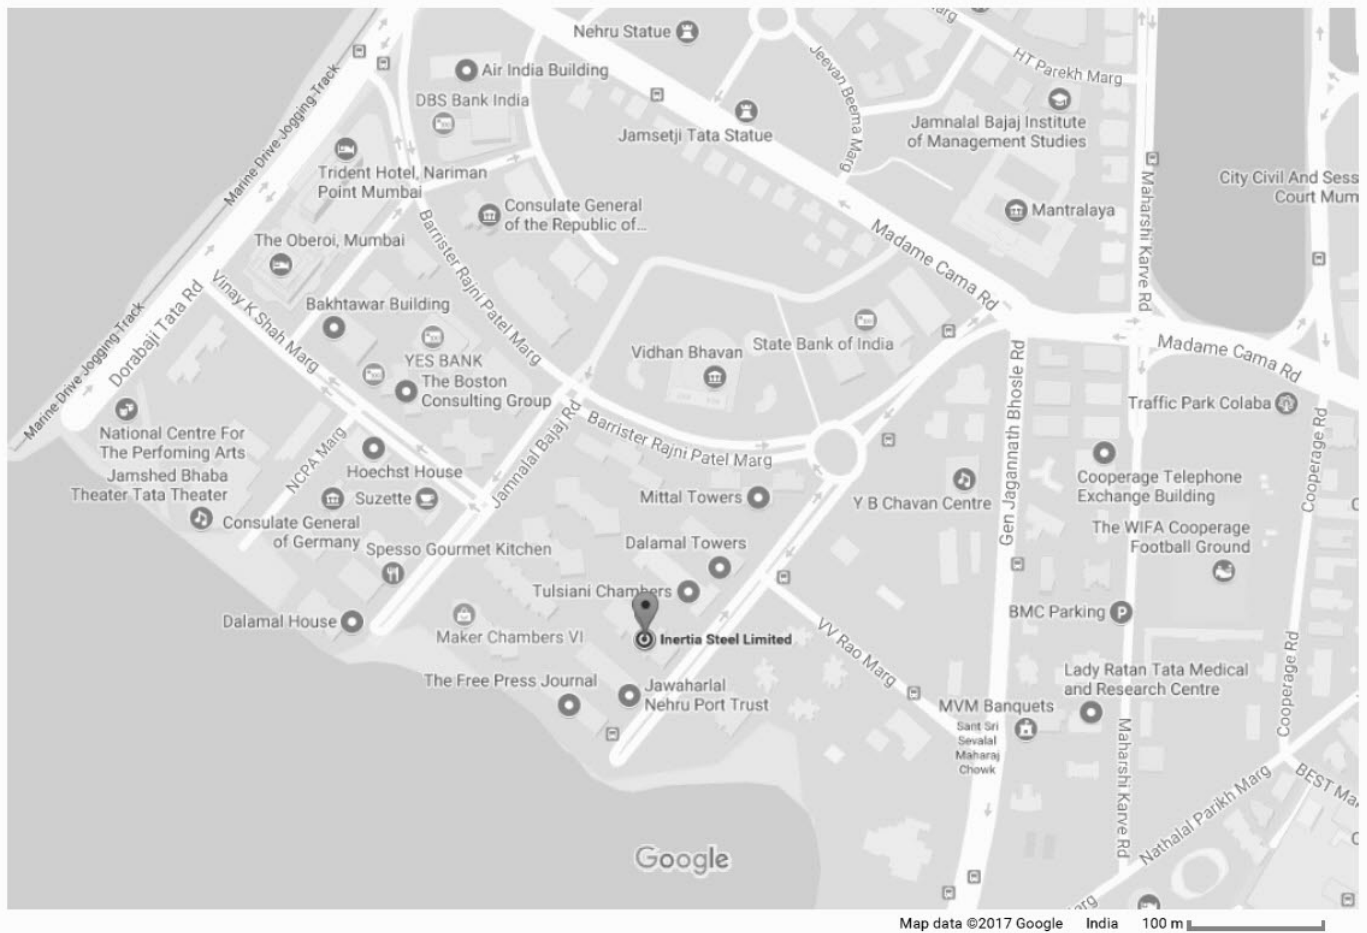 Nehru Statue
Air India Building
DBS Bank India
Jamsetji Tata Statue
Jeevan Beema Marg
arg
HT Parekh Marg
Jamnalal Bajaj Institute
of Management Studies
Marine Drive Jogging-Track
Trident Hotel, Nariman
Point Mumbai
Consulate General
of the Republic of...
Mantralaya
Maharshi Karve Rd
City Civil And Sess
Court Mum
The Oberoi, Mumbai
Barrister Rajni Patel Marg
Madame Cama Rd
Vinay K Shah Marg
Bakhtawar Building
Dorabaji Tata Rd
Marine Drive Jogging-Track
YES BANK
The Boston
Consulting Group
Vidhan Bhavan
State Bank of India
Gen Jagannath Bhosle Rd
Madame Cama Rd
Traffic Park Colaba
National Centre For
The Perfoming Arts
Jamshed Bhaba
Theater Tata Theater
NCPA Marg
Hoechst House
Suzette
Jamnalal Bajaj Rd
Barrister Rajni Patel Marg
Mittal Towers
Y B Chavan Centre
Cooperage Telephone
Exchange Building
Cooperage Rd
C
Consulate General
of Germany
Spesso Gourmet Kitchen
Dalamal Towers
The WIFA Cooperage
Football Ground
Tulsiani Chambers
Dalamal House
Maker Chambers VI
Inertia Steel Limited
VV Rao Marg
BMC Parking
The Free Press Journal
Jawaharlal
Nehru Port Trust
Lady Ratan Tata Medical
and Research Centre
MVM Banquets
Sant Sri
Sevalal
Maharaj
Chowk
Cooperage Rd
Maharshi Karve Rd
Nathalal Parikh Marg
BEST Ma
C
arg
Google
Map data ©2017 Google India 100 m